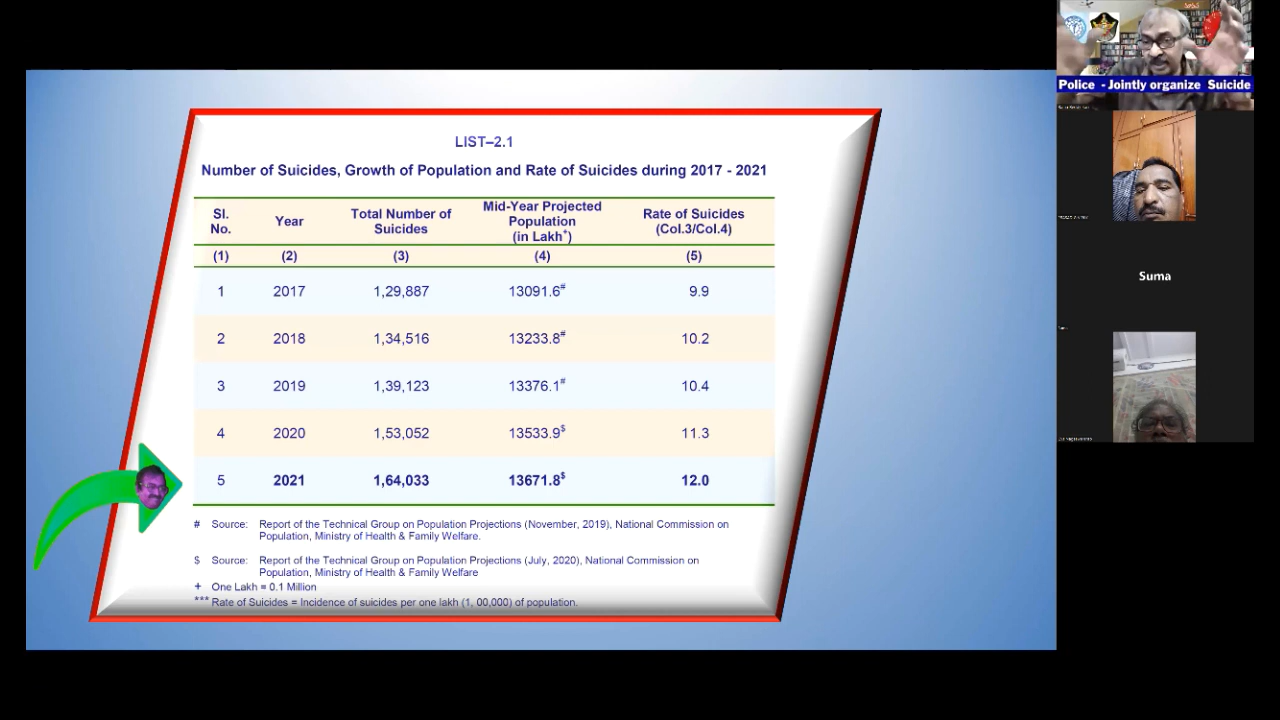 LIST–2.1
Number of Suicides, Growth of Population and Rate of Suicides during 2017 - 2021
Sl. No. Year Total Number of Suicides Mid-Year Projected Population (in Lakh+) Rate of Suicides (Col.3/Col.4)
(1) (2) (3) (4) (5)
1 2017 1,29,887 13091.6# 9.9
2 2018 1,34,516 13233.8# 10.2
3 2019 1,39,123 13376.1# 10.4
4 2020 1,53,052 13533.9$ 11.3
5 2021 1,64,033 13671.8$ 12.0
# Source: Report of the Technical Group on Population Projections (November, 2019), National Commission on
Population, Ministry of Health & Family Welfare.
$ Source: Report of the Technical Group on Population Projections (July, 2020), National Commission on
Population, Ministry of Health & Family Welfare
+ One Lakh = 0.1 Million
*** Rate of Suicides = Incidence of suicides per one lakh (1, 00,000) of population.
Police - Jointly organize Suicide
Suma